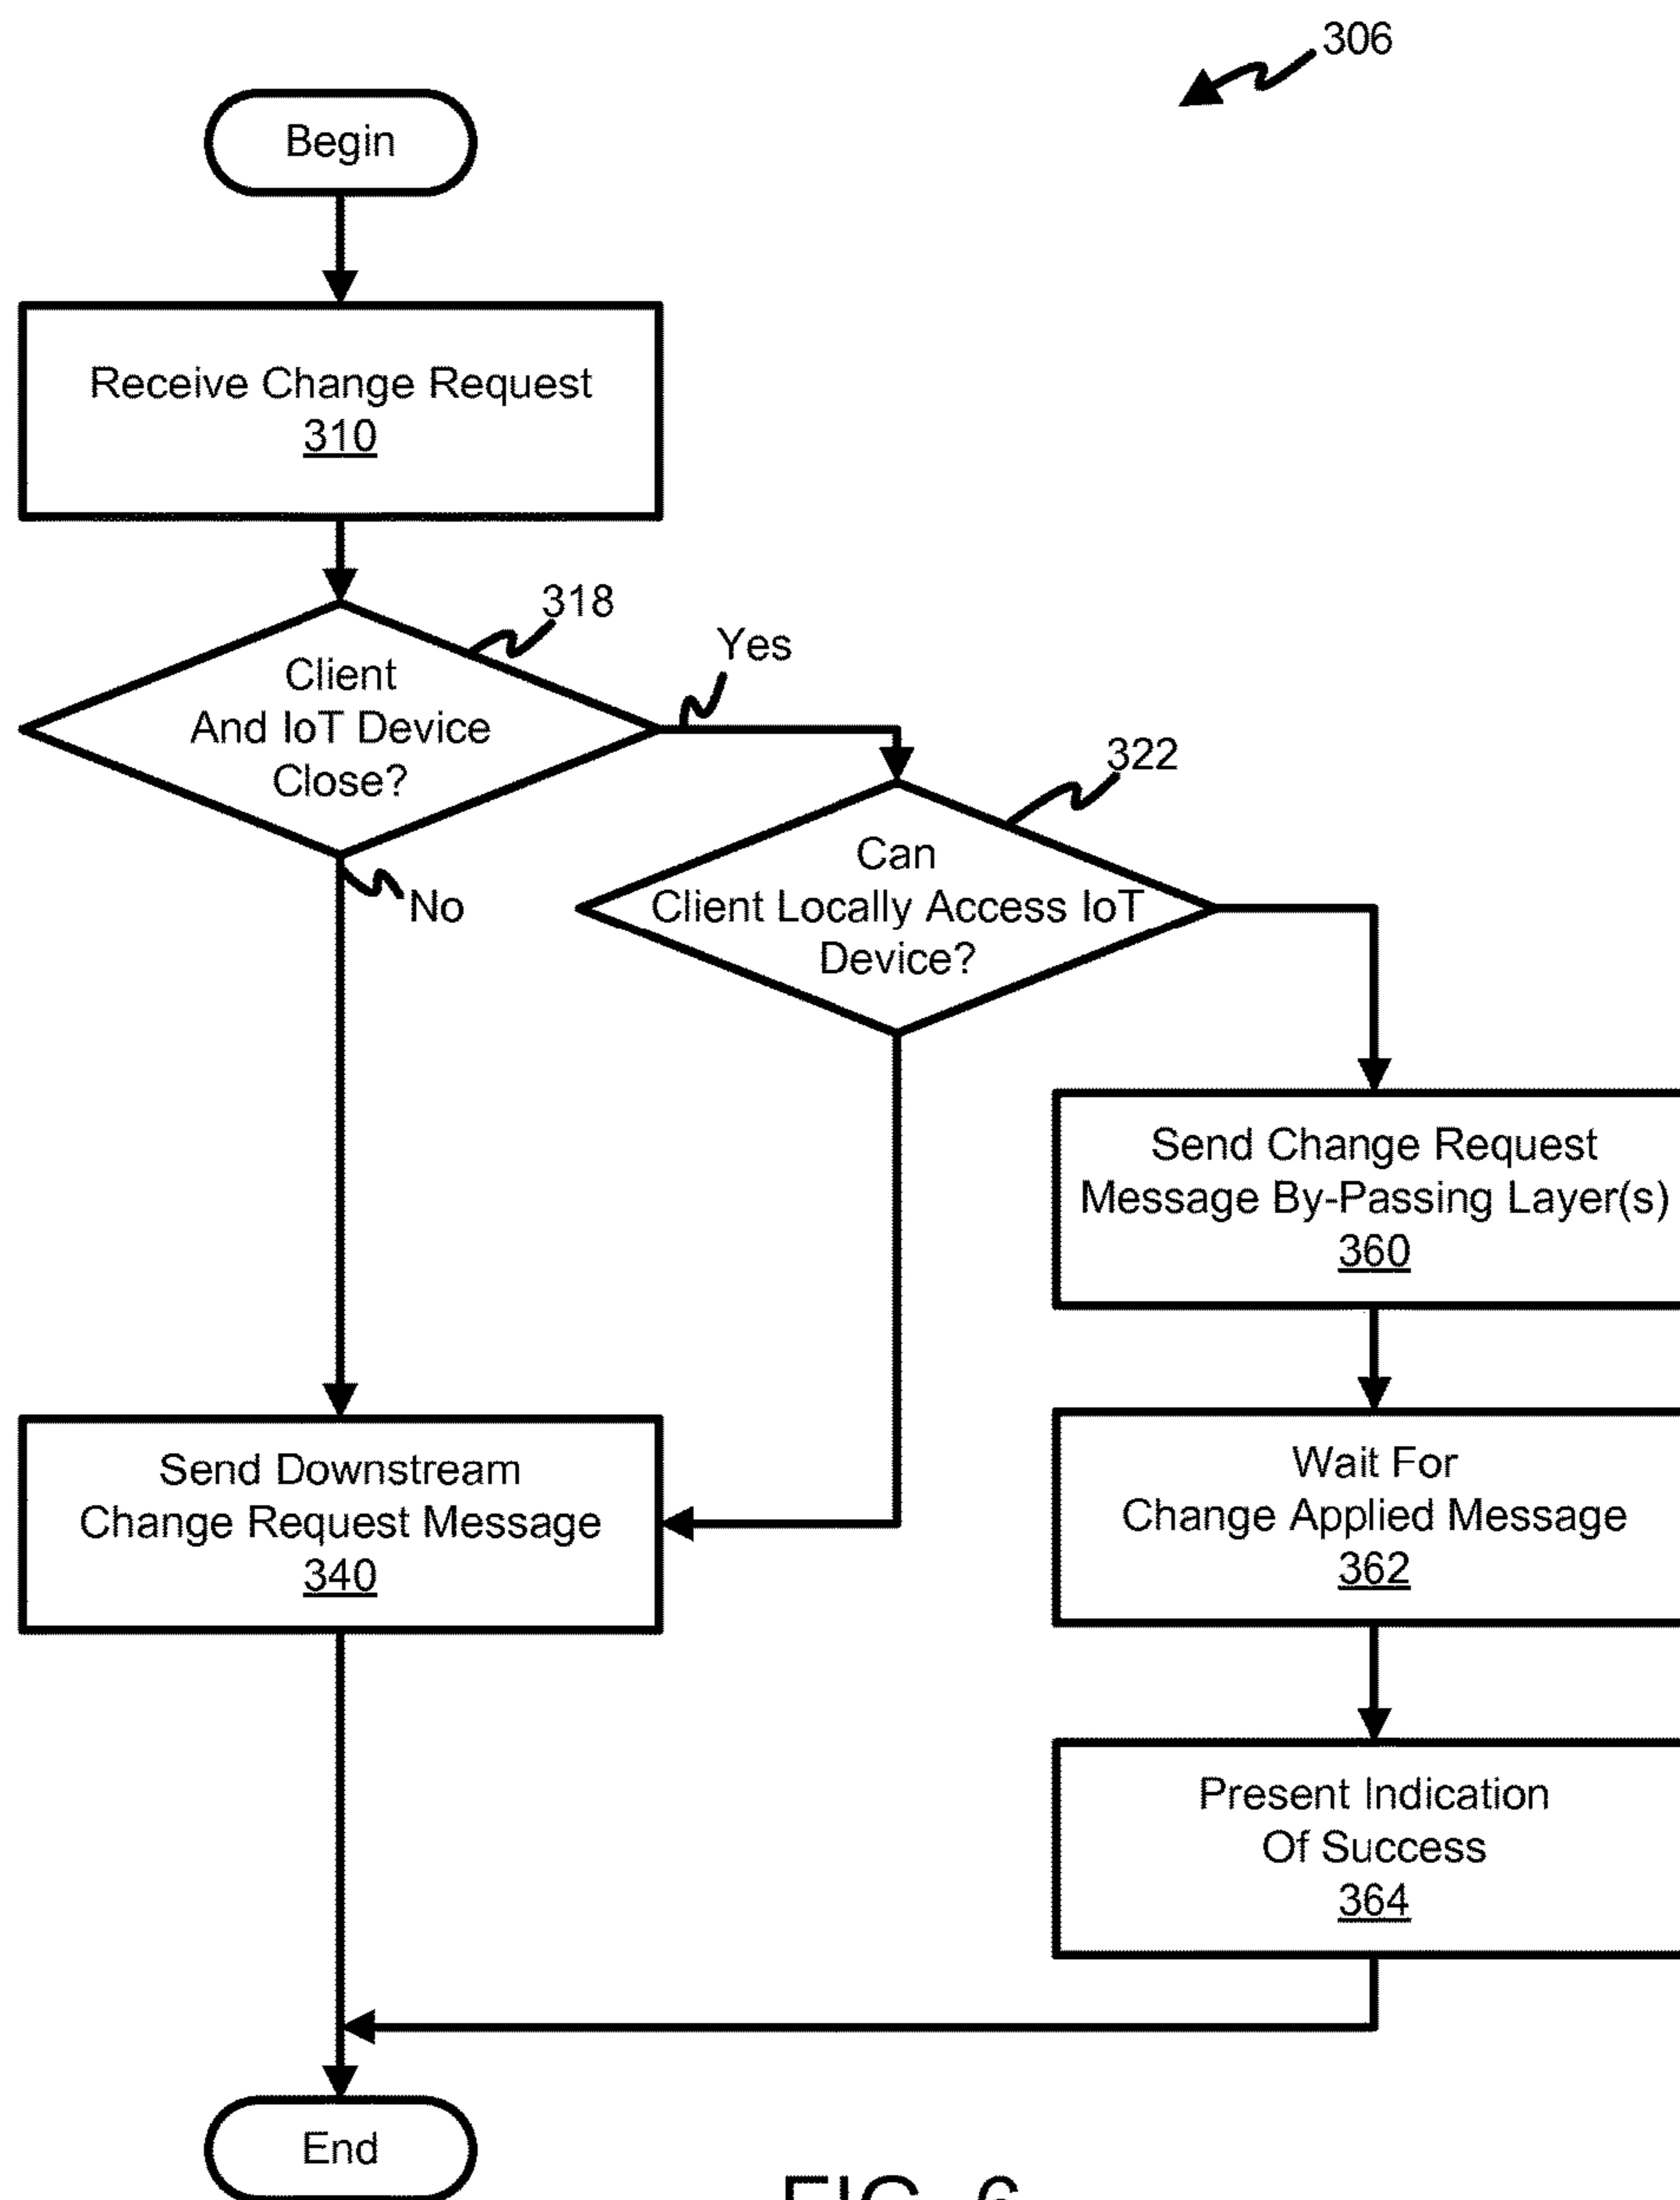 306
Begin
Receive Change Request
310
318
Yes
Client
And IoT Device
Close?
322
No
Can
Client Locally Access IoT
Device?
Send Change Request
Message By-Passing Layer(s)
360
Send Downstream
Change Request Message
340
Wait For
Change Applied Message
362
Present Indication
Of Success
364
End
FIG. 6